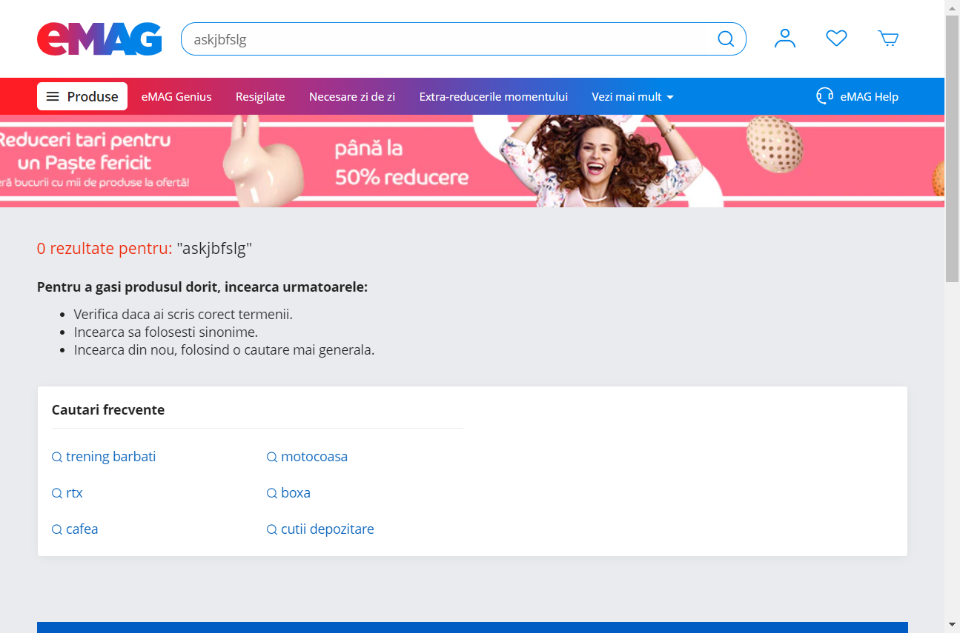 eMAG
askjbfslg
Produse
eMAG Genius
Resigilate
Necesare zi de zi
Extra-reducerile momentului
Vezi mai mult
eMAG Help
Reduceri tari pentru
un Paște fericit
bucurii cu mii de produse la ofertă!
până la
50% reducere
0 rezultate pentru: "askjbfslg"
Pentru a gasi produsul dorit, incearca urmatoarele:
Verifica daca ai scris corect termenii.
Incearca sa folosesti sinonime.
Incearca din nou, folosind o cautare mai generala.
Cautari frecvente
trening barbati
motocoasa
rtx
boxa
cafea
cutii depozitare